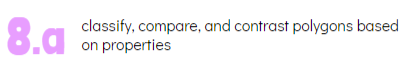 8.a
classify, compare, and contrast polygons based
on properties